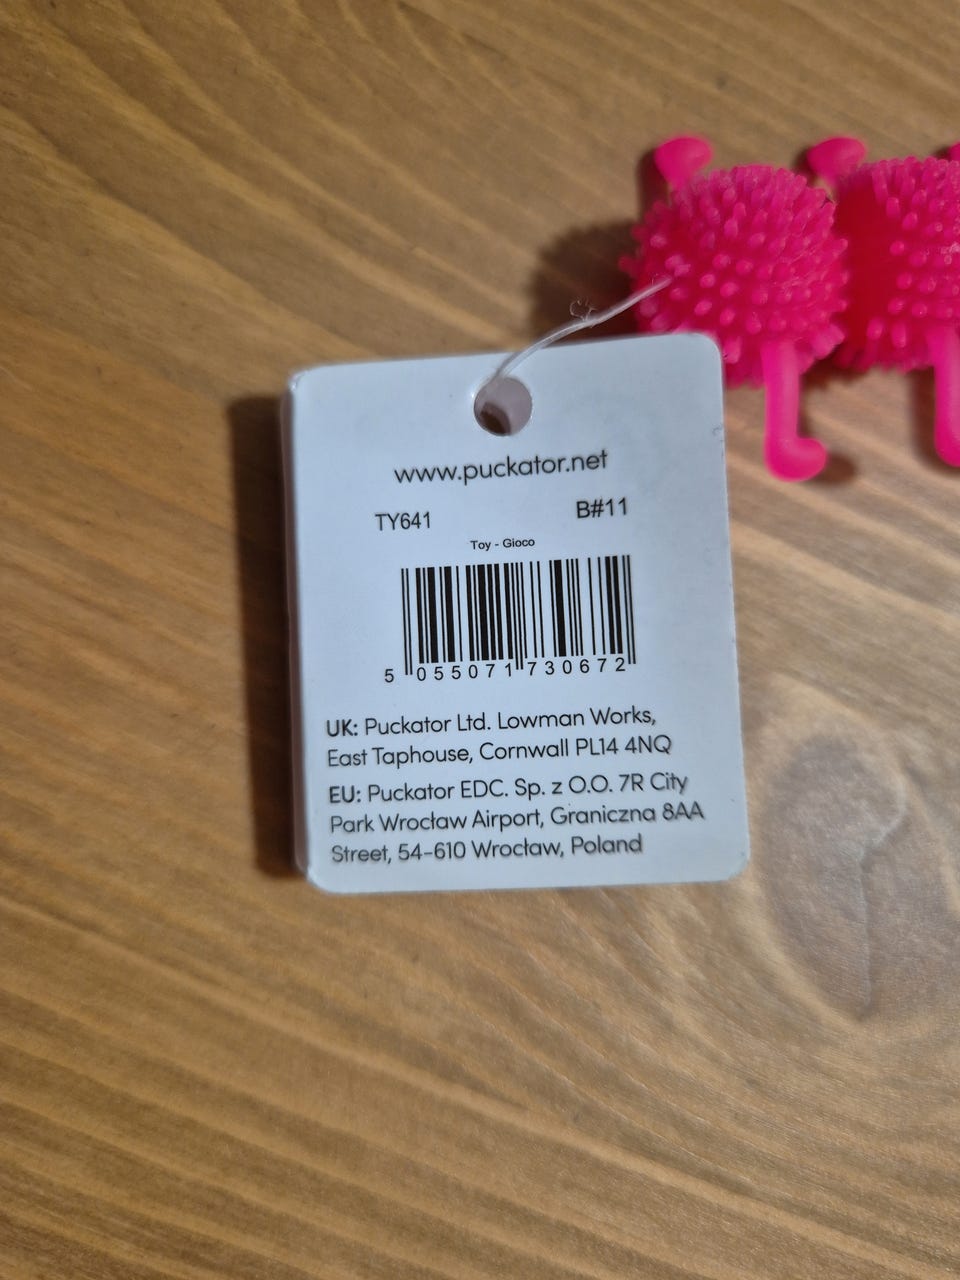 www.puckator.net
TY641 B#11
Toy - Gioco
5 055071 730672
UK: Puckator Ltd. Lowman Works,
East Taphouse, Cornwall PL14 4NQ
EU: Puckator EDC. Sp. z O.O. 7R City
Park Wrocław Airport, Graniczna 8AA
Street, 54-610 Wrocław, Poland